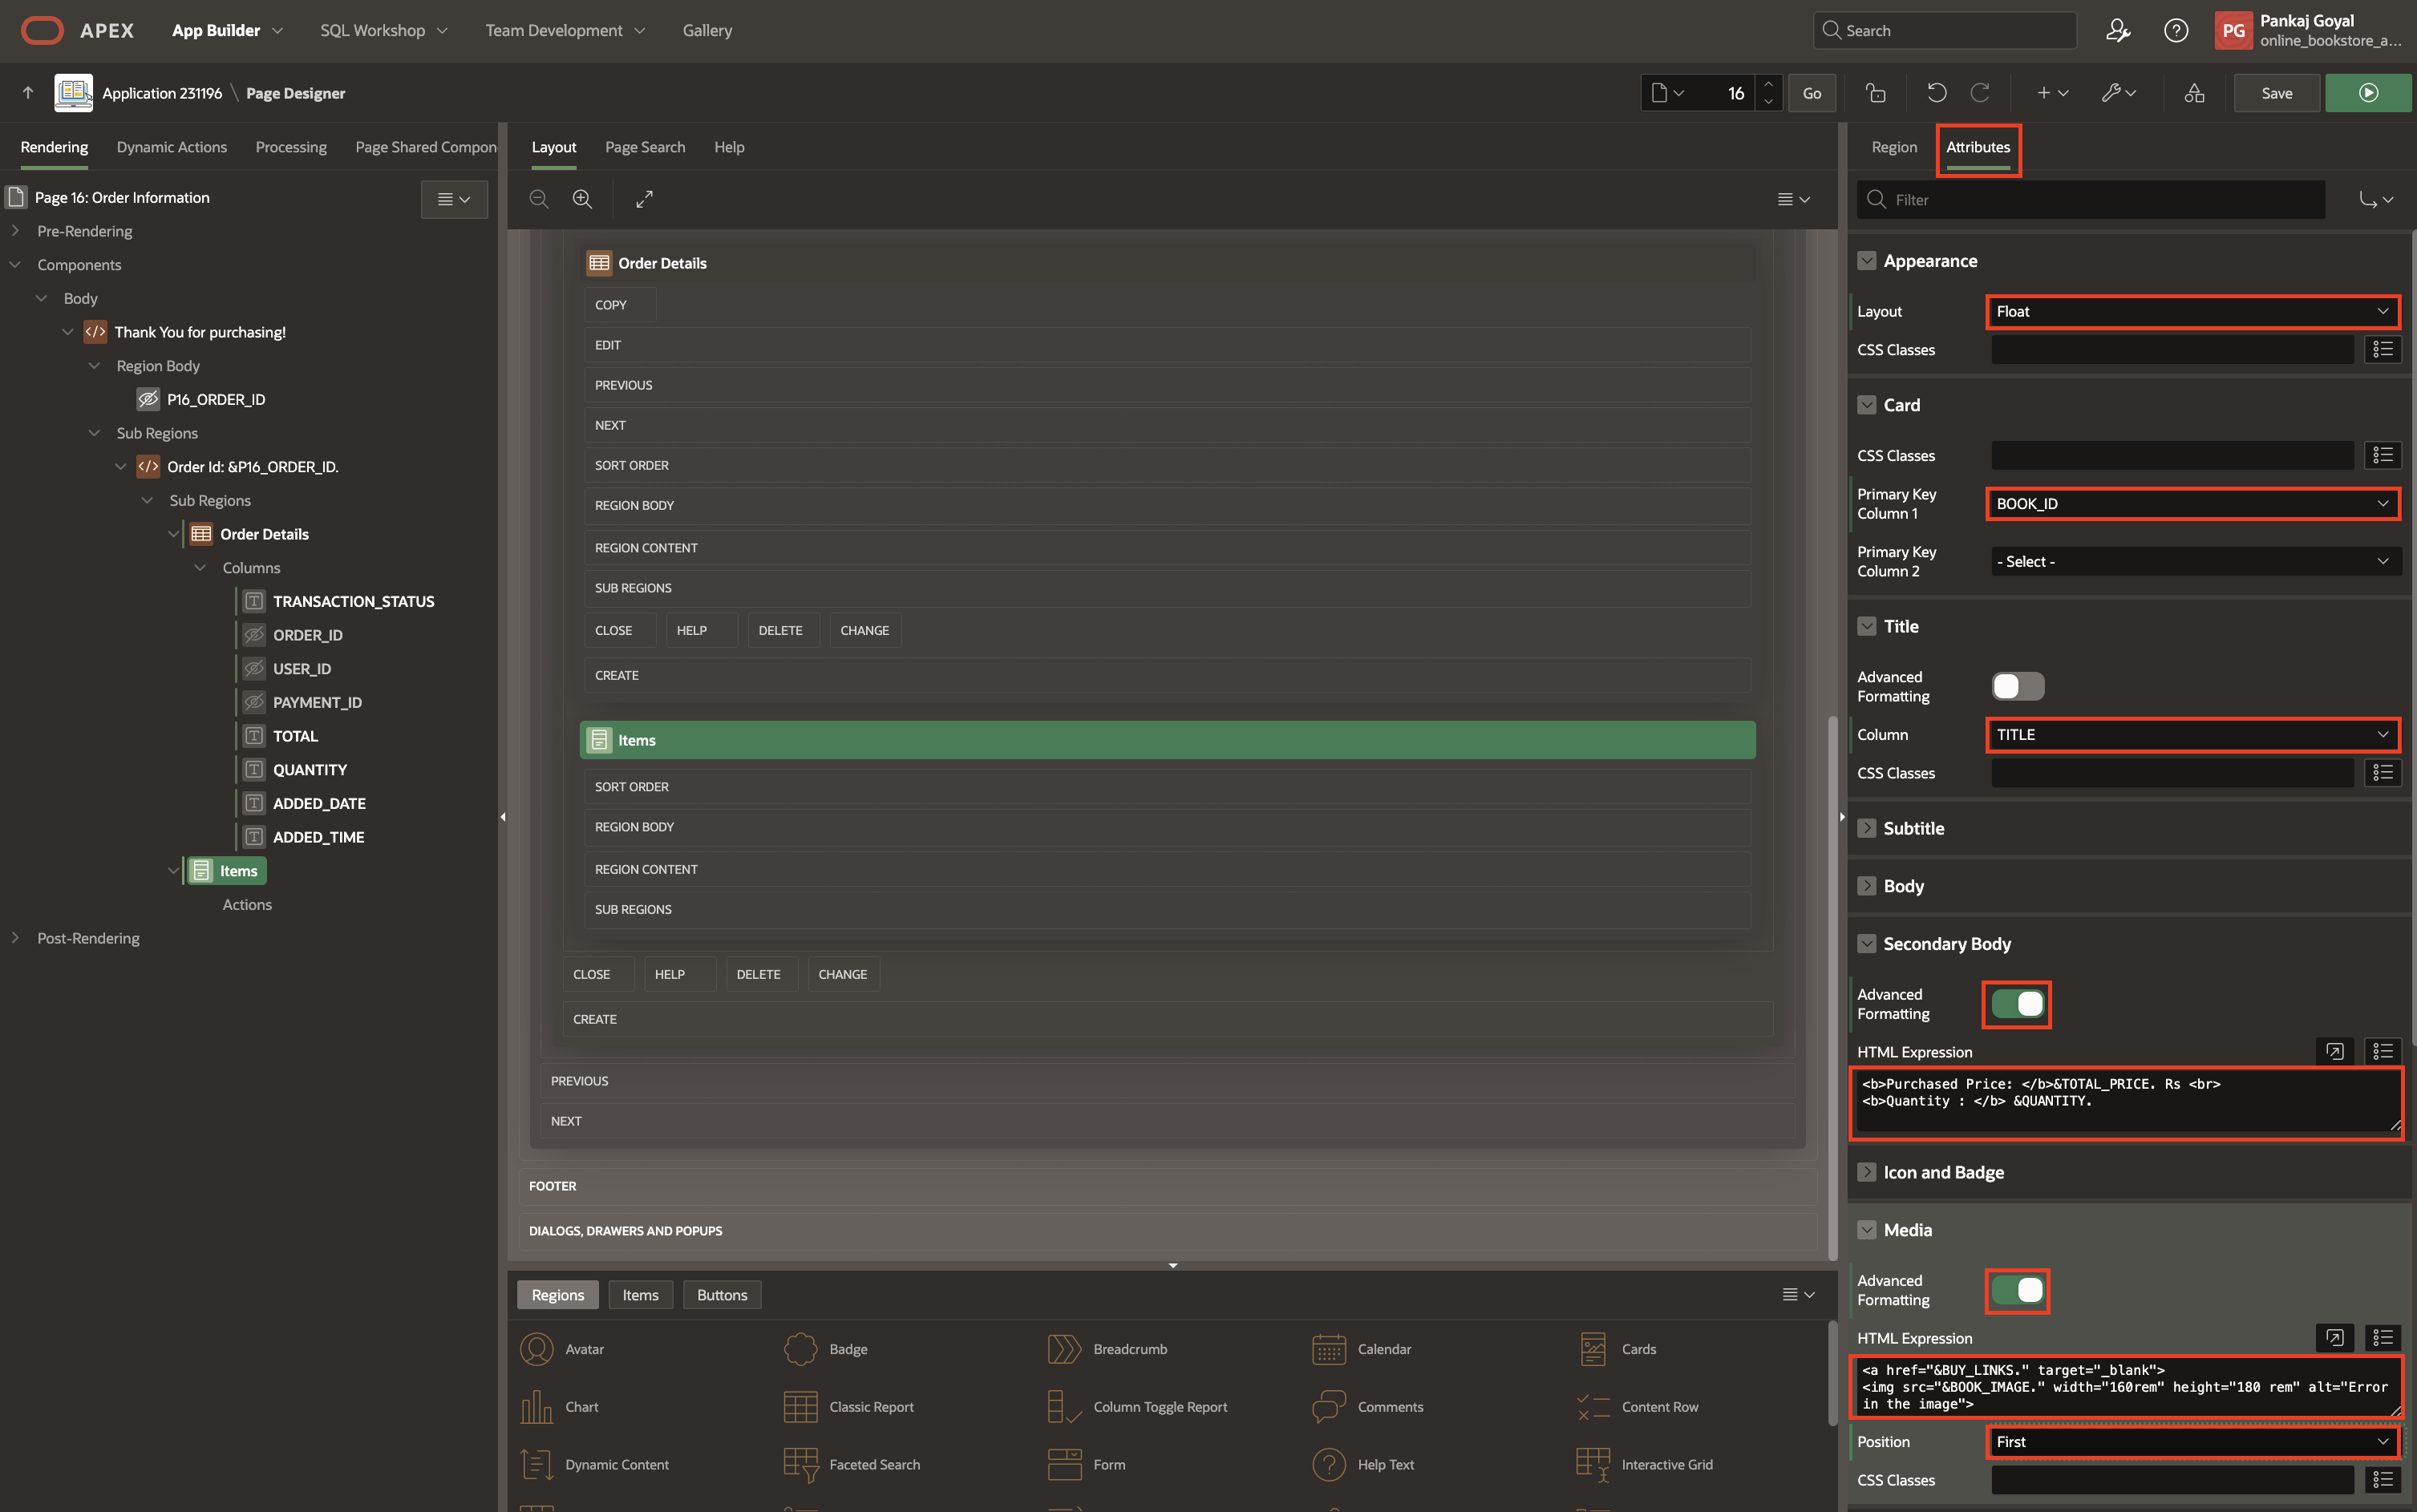 APEX
App Builder
SQL Workshop
Team Development
Gallery
Search
PG
Pankaj Goyal
online_bookstore_a...
Application 231196 \ Page Designer
16
Go
Save
Rendering
Dynamic Actions
Processing
Page Shared Compon
Page 16: Order Information
Pre-Rendering
Components
Body
Thank You for purchasing!
Region Body
P16_ORDER_ID
Sub Regions
Order Id: &P16_ORDER_ID.
Sub Regions
Order Details
Columns
TRANSACTION_STATUS
ORDER_ID
USER_ID
PAYMENT_ID
TOTAL
QUANTITY
ADDED_DATE
ADDED_TIME
Items
Actions
Post-Rendering
Layout
Page Search
Help
Order Details
COPY
EDIT
PREVIOUS
NEXT
SORT ORDER
REGION BODY
REGION CONTENT
SUB REGIONS
CLOSE
HELP
DELETE
CHANGE
CREATE
Items
SORT ORDER
REGION BODY
REGION CONTENT
SUB REGIONS
CLOSE
HELP
DELETE
CHANGE
CREATE
PREVIOUS
NEXT
FOOTER
DIALOGS, DRAWERS AND POPUPS
Regions
Items
Buttons
Avatar
Badge
Breadcrumb
Calendar
Cards
Chart
Classic Report
Column Toggle Report
Comments
Content Row
Dynamic Content
Faceted Search
Form
Help Text
Interactive Grid
Region
Attributes
Filter
Appearance
Layout
Float
CSS Classes
Card
CSS Classes
Primary Key
Column 1
BOOK_ID
Primary Key
Column 2
- Select -
Title
Advanced
Formatting
Column
TITLE
CSS Classes
Subtitle
Body
Secondary Body
Advanced
Formatting
HTML Expression
<b>Purchased Price: </b>&TOTAL_PRICE. Rs <br>
<b>Quantity : </b> &QUANTITY.
Icon and Badge
Media
Advanced
Formatting
HTML Expression
<a href="&BUY_LINKS." target="_blank">
<img src="&BOOK_IMAGE." width="160rem" height="180 rem" alt="Error
in the image">
Position
First
CSS Classes